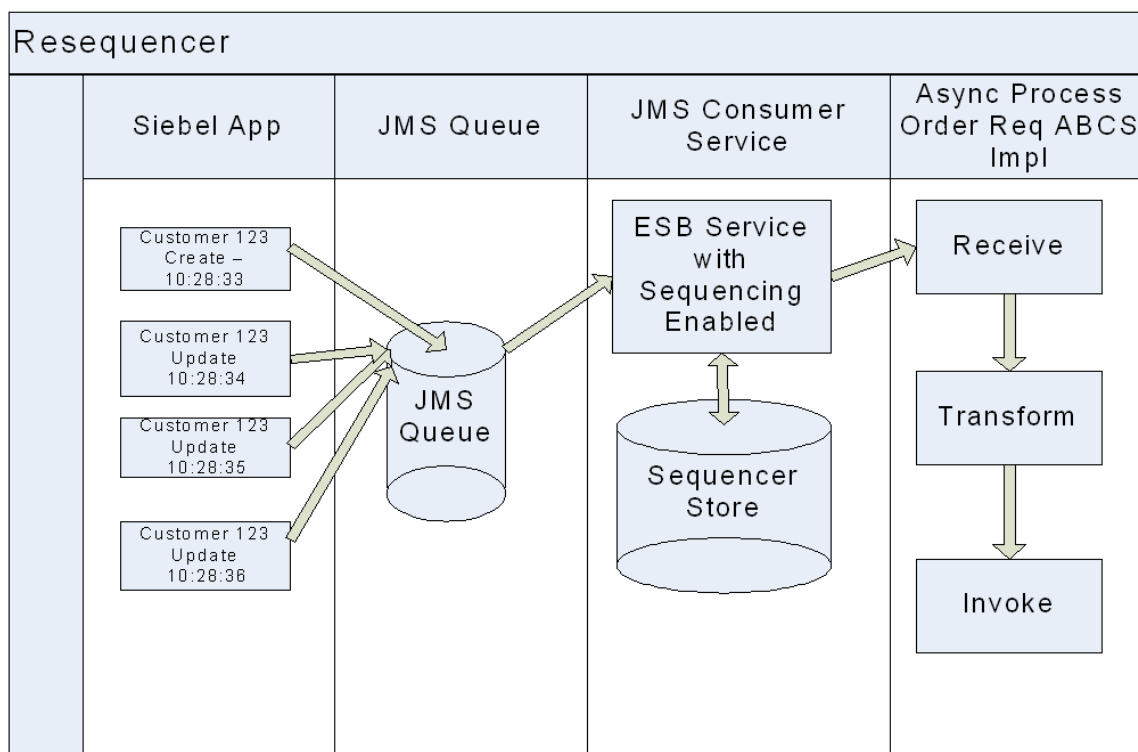 Resequencer
Siebel App
JMS Queue
JMS Consumer
Service
Async Process
Order Req ABCS
Impl
Customer 123
Create –
10:28:33
Customer 123
Update
10:28:34
Customer 123
Update
10:28:35
Customer 123
Update
10:28:36
JMS
Queue
ESB Service
with
Sequencing
Enabled
Sequencer
Store
Receive
Transform
Invoke